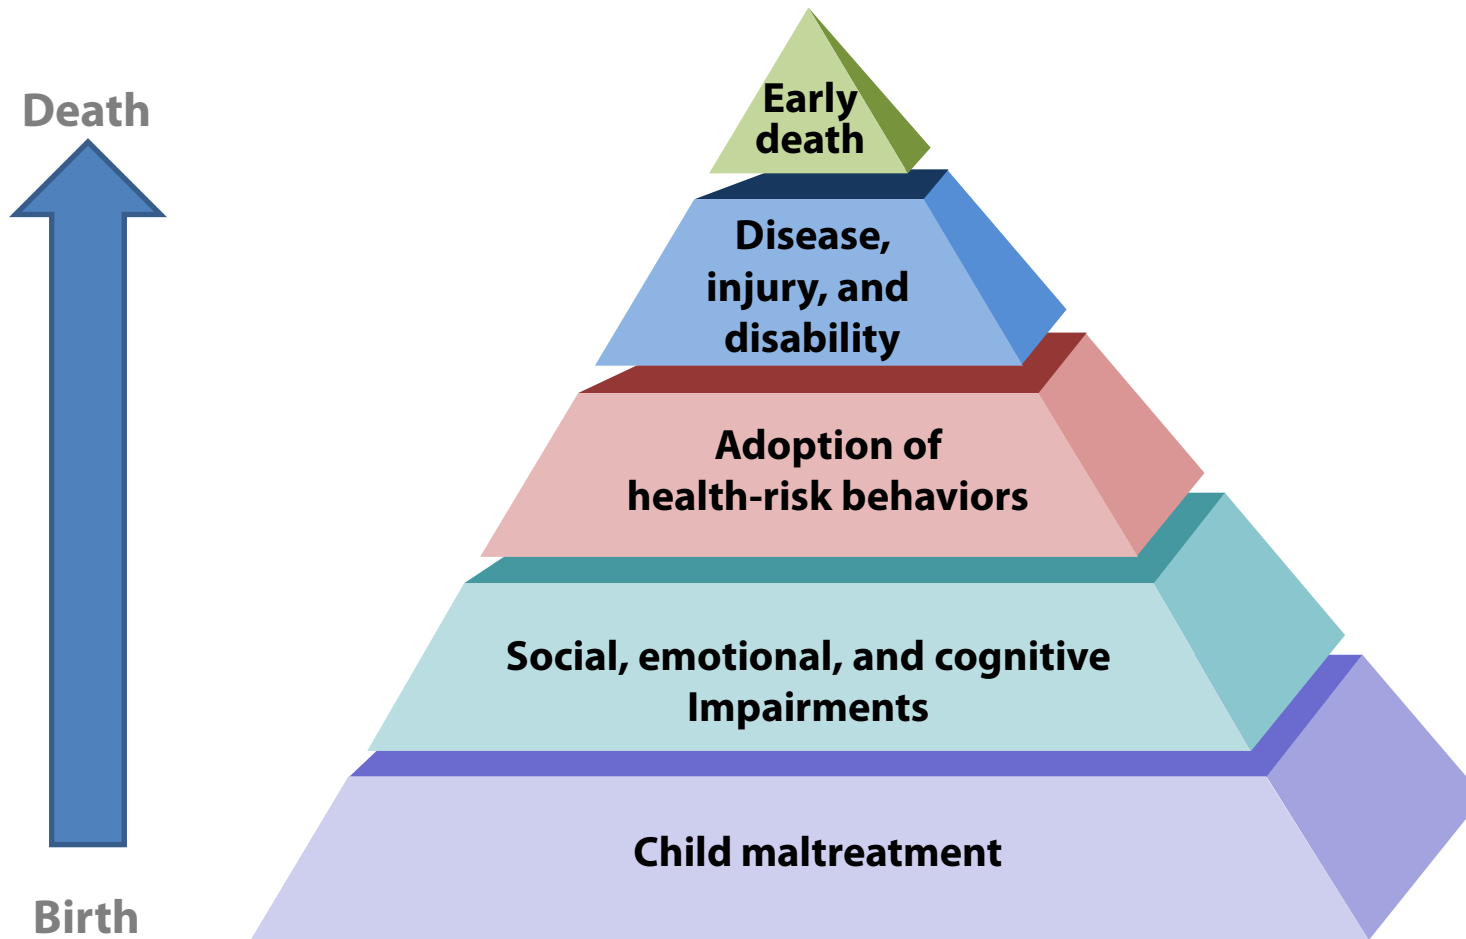 Death
Early
death
Disease,
injury, and
disability
Adoption of
health-risk behaviors
Social, emotional, and cognitive
Impairments
Child maltreatment
Birth